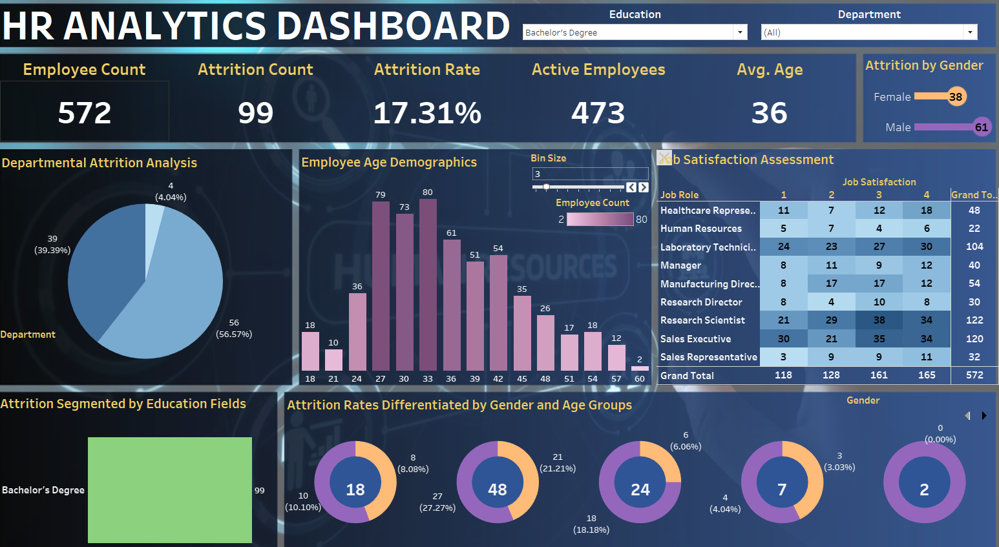 HR ANALYTICS DASHBOARD
Education
Department
Bachelor's Degree
(All)
Employee Count
Attrition Count
Attrition Rate
Active Employees
Avg. Age
572
99
17.31%
473
36
Attrition by Gender
Female
38
Male
61
Departmental Attrition Analysis
4
(4.04%)
39
(39.39%)
56
(56.57%)
Department
Employee Age Demographics
Bin Size
3
Employee Count
2
80
HUMAN RESOURCES
18
10
36
79
73
80
61
51
54
35
26
17
18
12
2
18 21 24 27 30 33 36 39 42 45 48 51 54 57 60
Job Satisfaction Assessment
Job Satisfaction
Job Role 1 2 3 4 Grand To..
Healthcare Represe.. 11 7 12 18 48
Human Resources 5 7 4 6 22
Laboratory Technici.. 24 23 27 30 104
Manager 8 11 9 12 40
Manufacturing Direc.. 8 17 17 12 54
Research Director 8 4 10 8 30
Research Scientist 21 29 38 34 122
Sales Executive 30 21 35 34 120
Sales Representative 3 9 9 11 32
Grand Total 118 128 161 165 572
Attrition Segmented by Education Fields
Bachelor's Degree
99
Attrition Rates Differentiated by Gender and Age Groups
Gender
8
(8.08%)
18
10
(10.10%)
21
(21.21%)
48
27
(27.27%)
6
(6.06%)
24
18
(18.18%)
3
(3.03%)
7
4
(4.04%)
0
(0.00%)
2